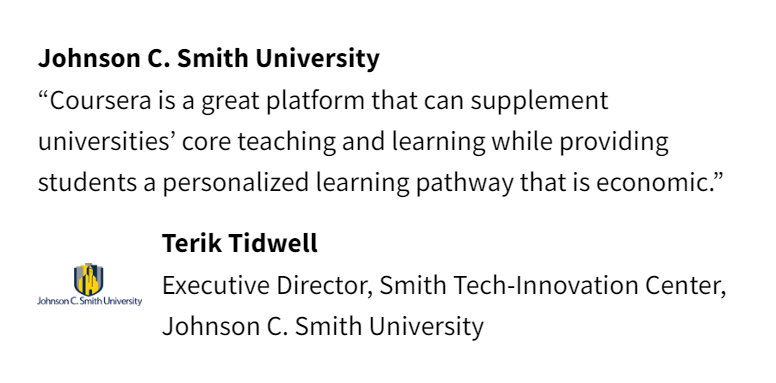 Johnson C. Smith University
“Coursera is a great platform that can supplement
universities’ core teaching and learning while providing
students a personalized learning pathway that is economic.”
Terik Tidwell
Executive Director, Smith Tech-Innovation Center,
Johnson C. Smith University
Johnson C. Smith University